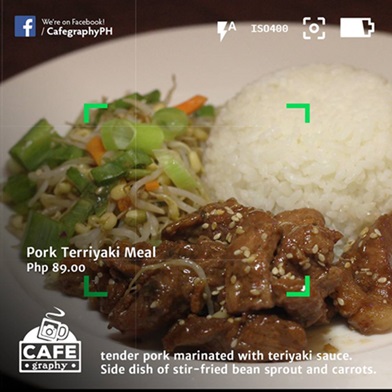 We're on Facebook!
/ CafegraphyPH
A
ISO400
Pork Terriyaki Meal
Php 89.00
CAFE
graphy
tender pork marinated with teriyaki sauce.
Side dish of stir-fried bean sprout and carrots.